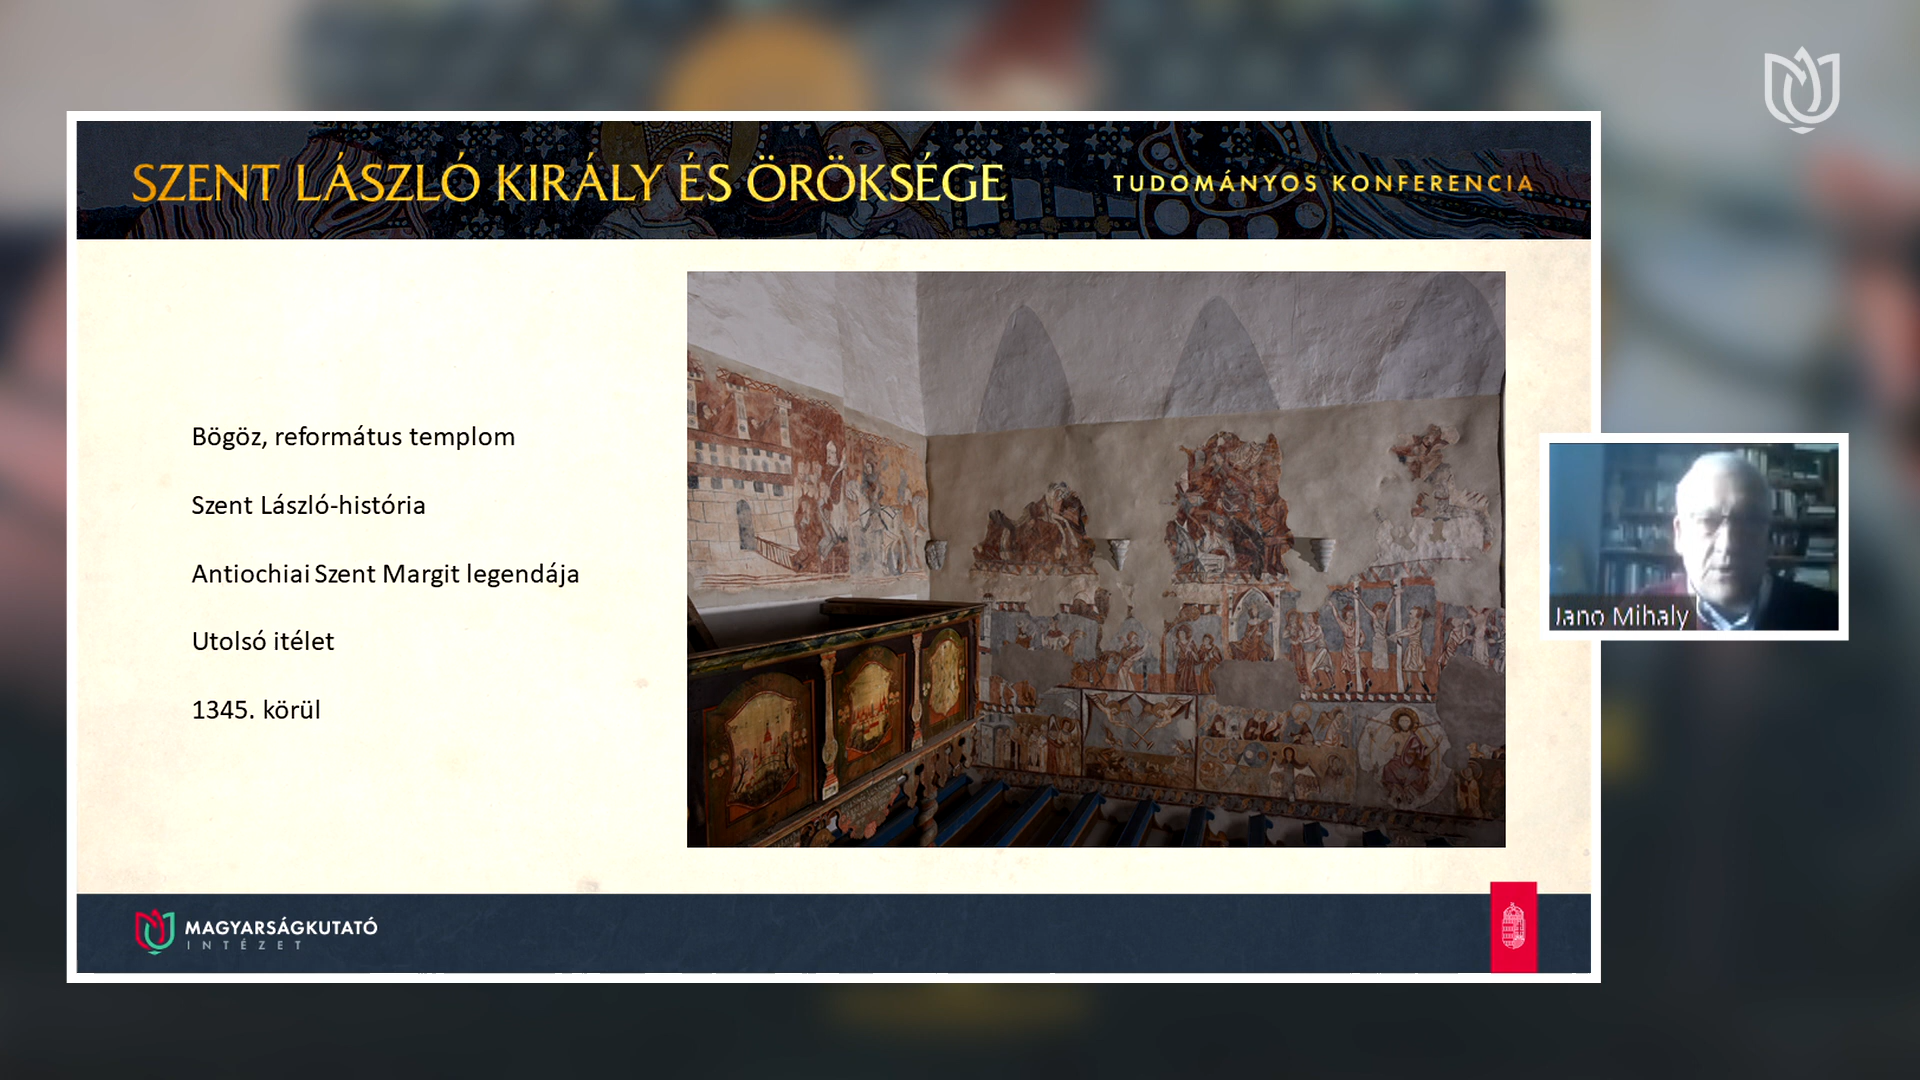 SZENT LÁSZLÓ KIRÁLY ÉS ÖRÖKSÉGE
TUDOMÁNYOS KONFERENCIA
Bögöz, református templom
Szent László-história
Antiochiai Szent Margit legendája
Utolsó itélet
1345. körül
Jano Mihaly
MAGYARSÁGKUTATÓ
INTÉZET